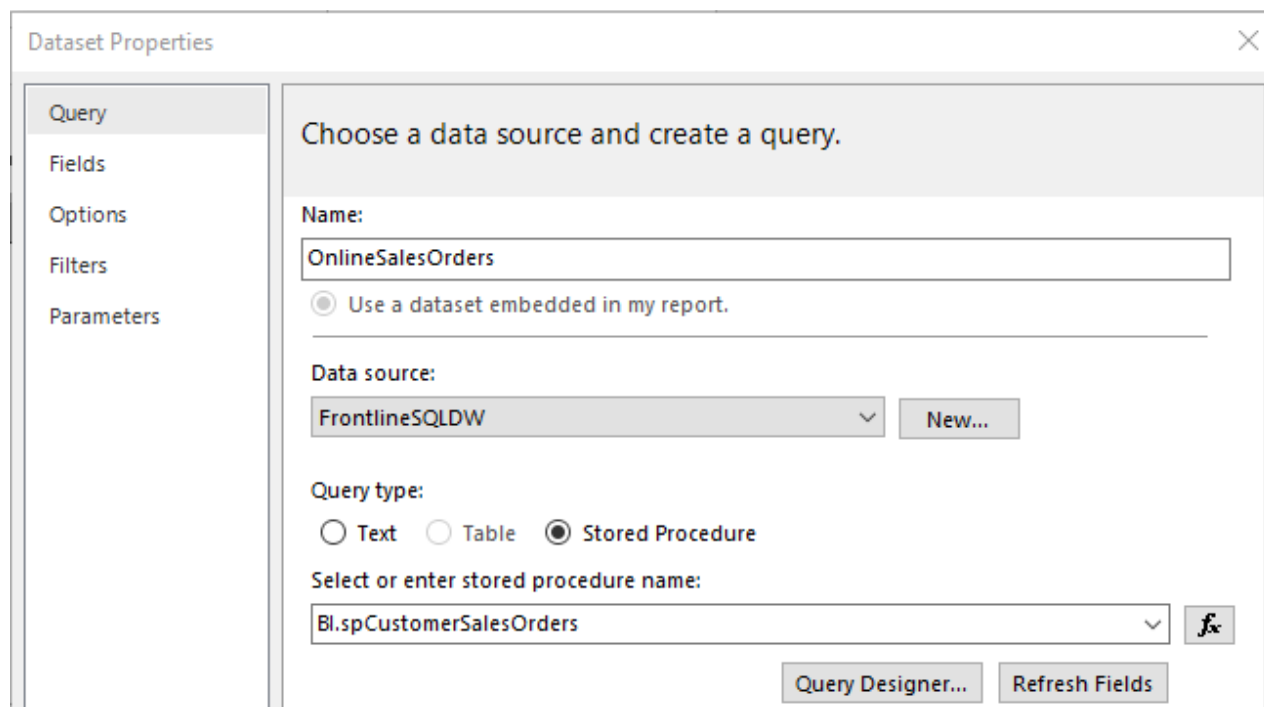 Dataset Properties
Query
Fields
Options
Filters
Parameters
Choose a data source and create a query.
Name:
OnlineSalesOrders
Use a dataset embedded in my report.
Data source:
FrontlineSQLDW
New...
Query type:
Text Table Stored Procedure
Select or enter stored procedure name:
BI.spCustomerSalesOrders
fx
Query Designer... Refresh Fields